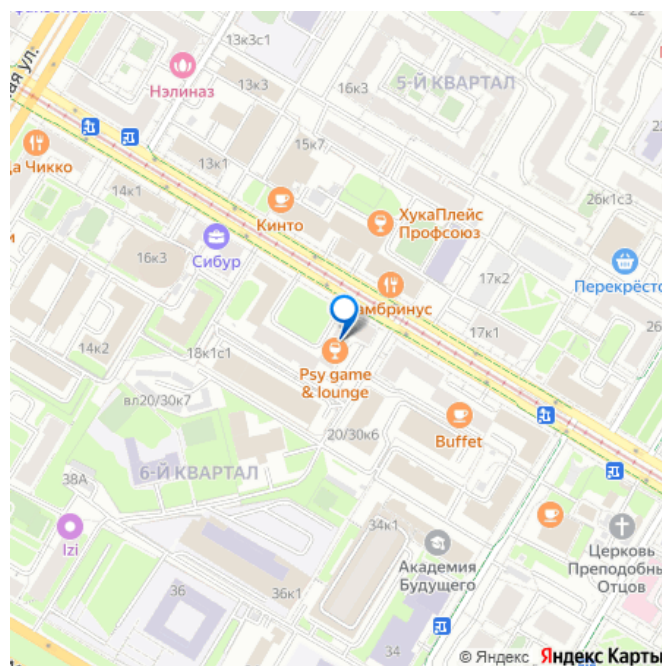 13к3с1
Нэлиназ
13к3
16к3
5-Й КВАРТАЛ
15к7
13к1
а Чикко
14к1
Кинто
ХукаПлейс
Профсоюз
26к1с3
Сибур
16к3
17к2
Перекрёсто
амбринус
17к1
26
14к2
18к1с1
Psy game
& lounge
вл20/30к7
20/30к6
Buffet
6-Й КВАРТАЛ
38А
34к1
Izi
Академия
Будущего
Церковь
Преподобны
Отцов
36
36к1
34
© Яндекс Яндекс Карты